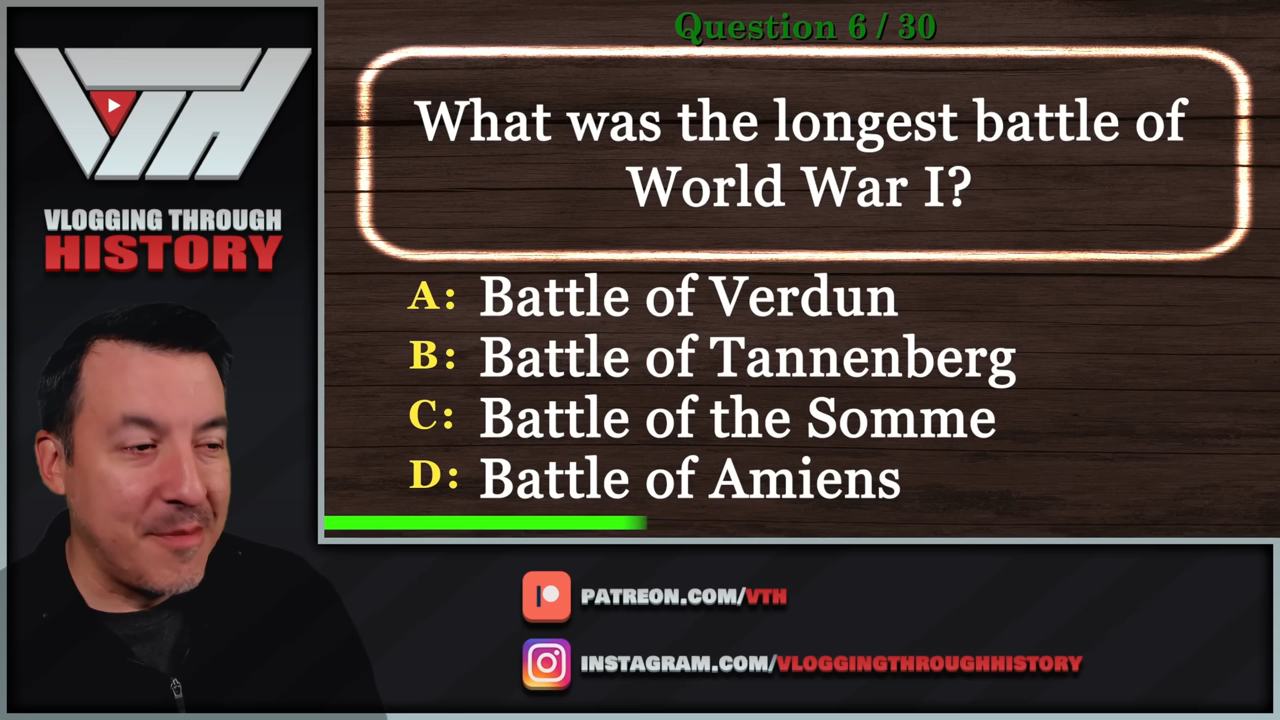 Question 6 / 30
What was the longest battle of
World War I?
A: Battle of Verdun
B: Battle of Tannenberg
C: Battle of the Somme
D: Battle of Amiens
VTH
VLOGGING THROUGH
HISTORY
PATREON.COM/VTH
INSTAGRAM.COM/VLOGGINGTHROUGHHISTORY